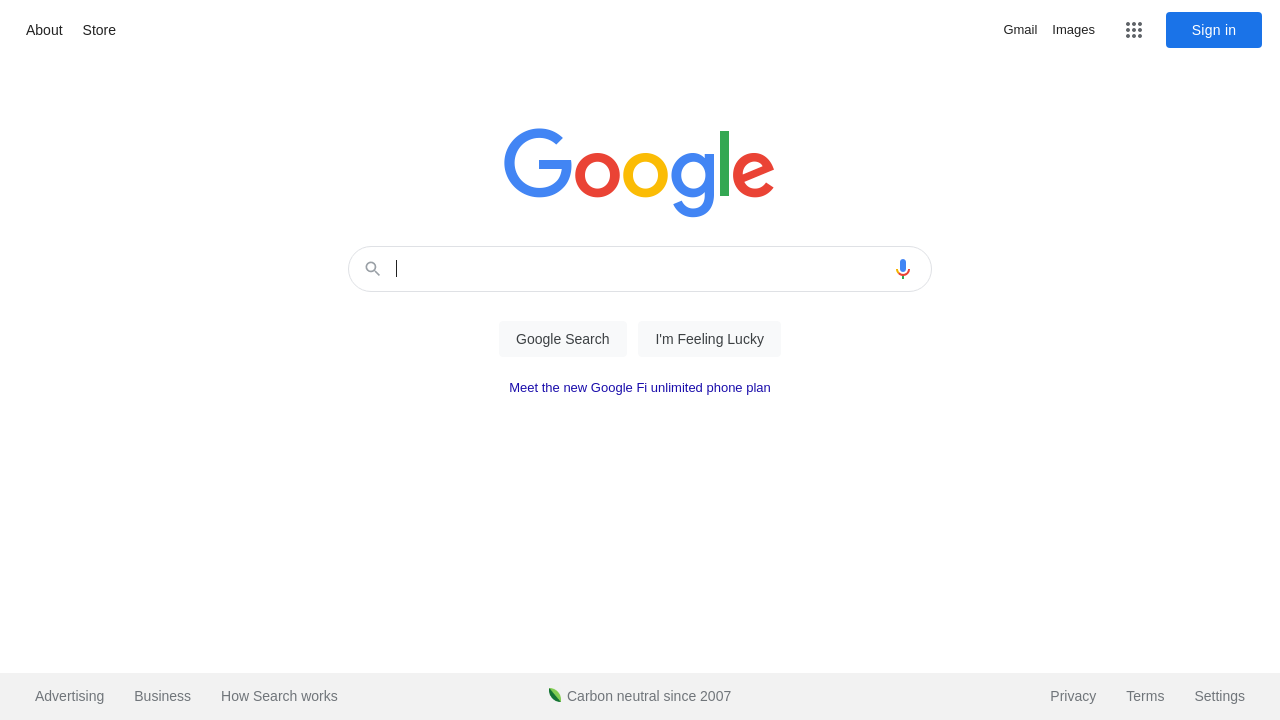 About Store Gmail Images Sign in
Google
Google Search I'm Feeling Lucky
Meet the new Google Fi unlimited phone plan
Advertising Business How Search works Carbon neutral since 2007 Privacy Terms Settings